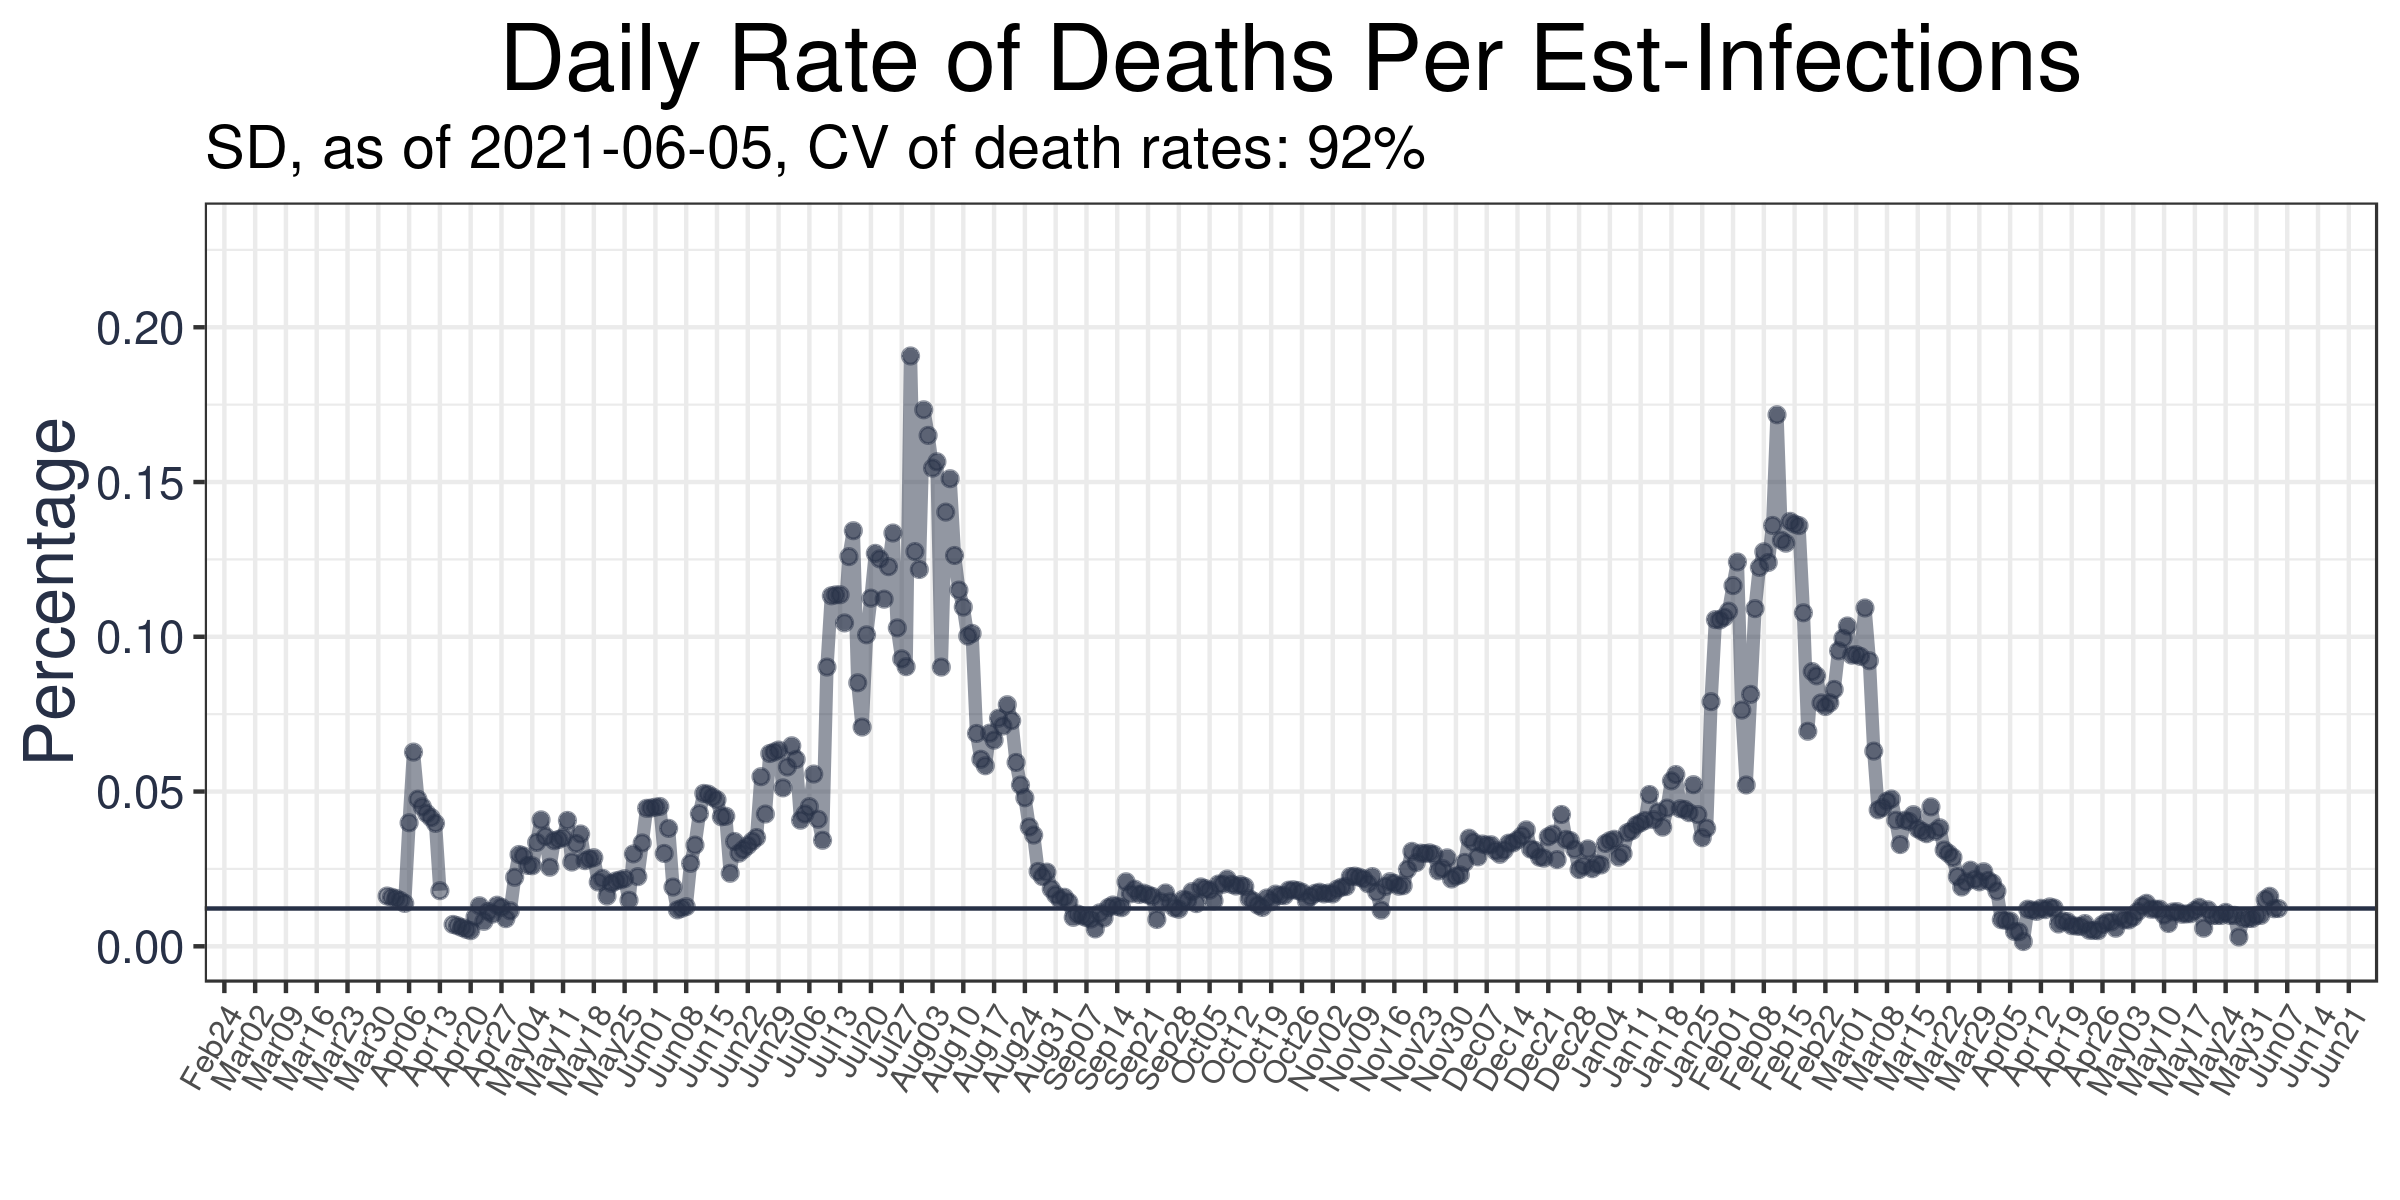 Daily Rate of Deaths Per Est-Infections
SD, as of 2021-06-05, CV of death rates: 92%
Percentage
0.20
0.15
0.10
0.05
0.00
Feb24
Mar02
Mar09
Mar16
Mar23
Mar30
Apr06
Apr13
Apr20
Apr27
May04
May11
May18
May25
Jun01
Jun08
Jun15
Jun22
Jun29
Jul06
Jul13
Jul20
Jul27
Aug03
Aug10
Aug17
Aug24
Aug31
Sep07
Sep14
Sep21
Sep28
Oct05
Oct12
Oct19
Oct26
Nov02
Nov09
Nov16
Nov23
Nov30
Dec07
Dec14
Dec21
Dec28
Jan04
Jan11
Jan18
Jan25
Feb01
Feb08
Feb15
Feb22
Mar01
Mar08
Mar15
Mar22
Mar29
Apr05
Apr12
Apr19
Apr26
May03
May10
May17
May24
May31
Jun07
Jun14
Jun21